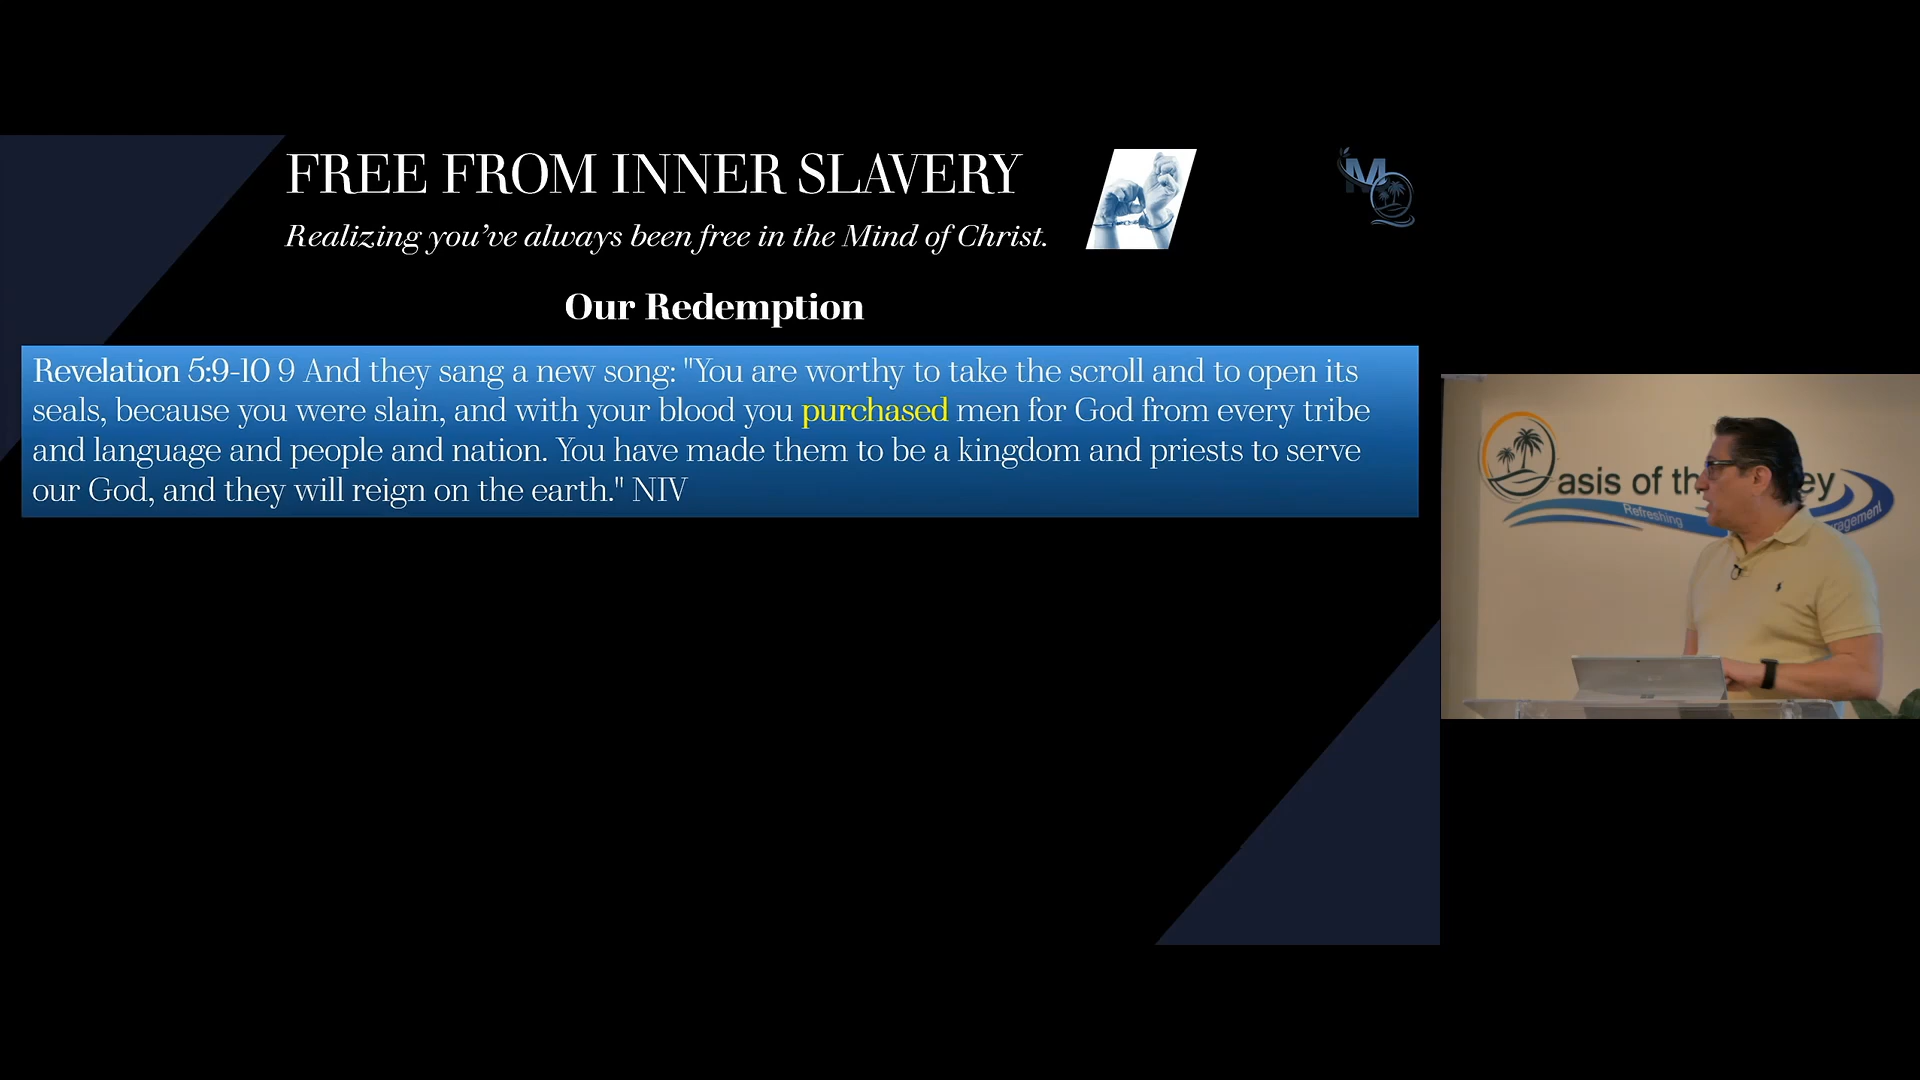 FREE FROM INNER SLAVERY
Realizing you've always been free in the Mind of Christ.
M
Our Redemption
Revelation 5:9-10 9 And they sang a new song: "You are worthy to take the scroll and to open its
seals, because you were slain, and with your blood you purchased men for God from every tribe
and language and people and nation. You have made them to be a kingdom and priests to serve
our God, and they will reign on the earth." NIV
asis of th ey
Refreshing